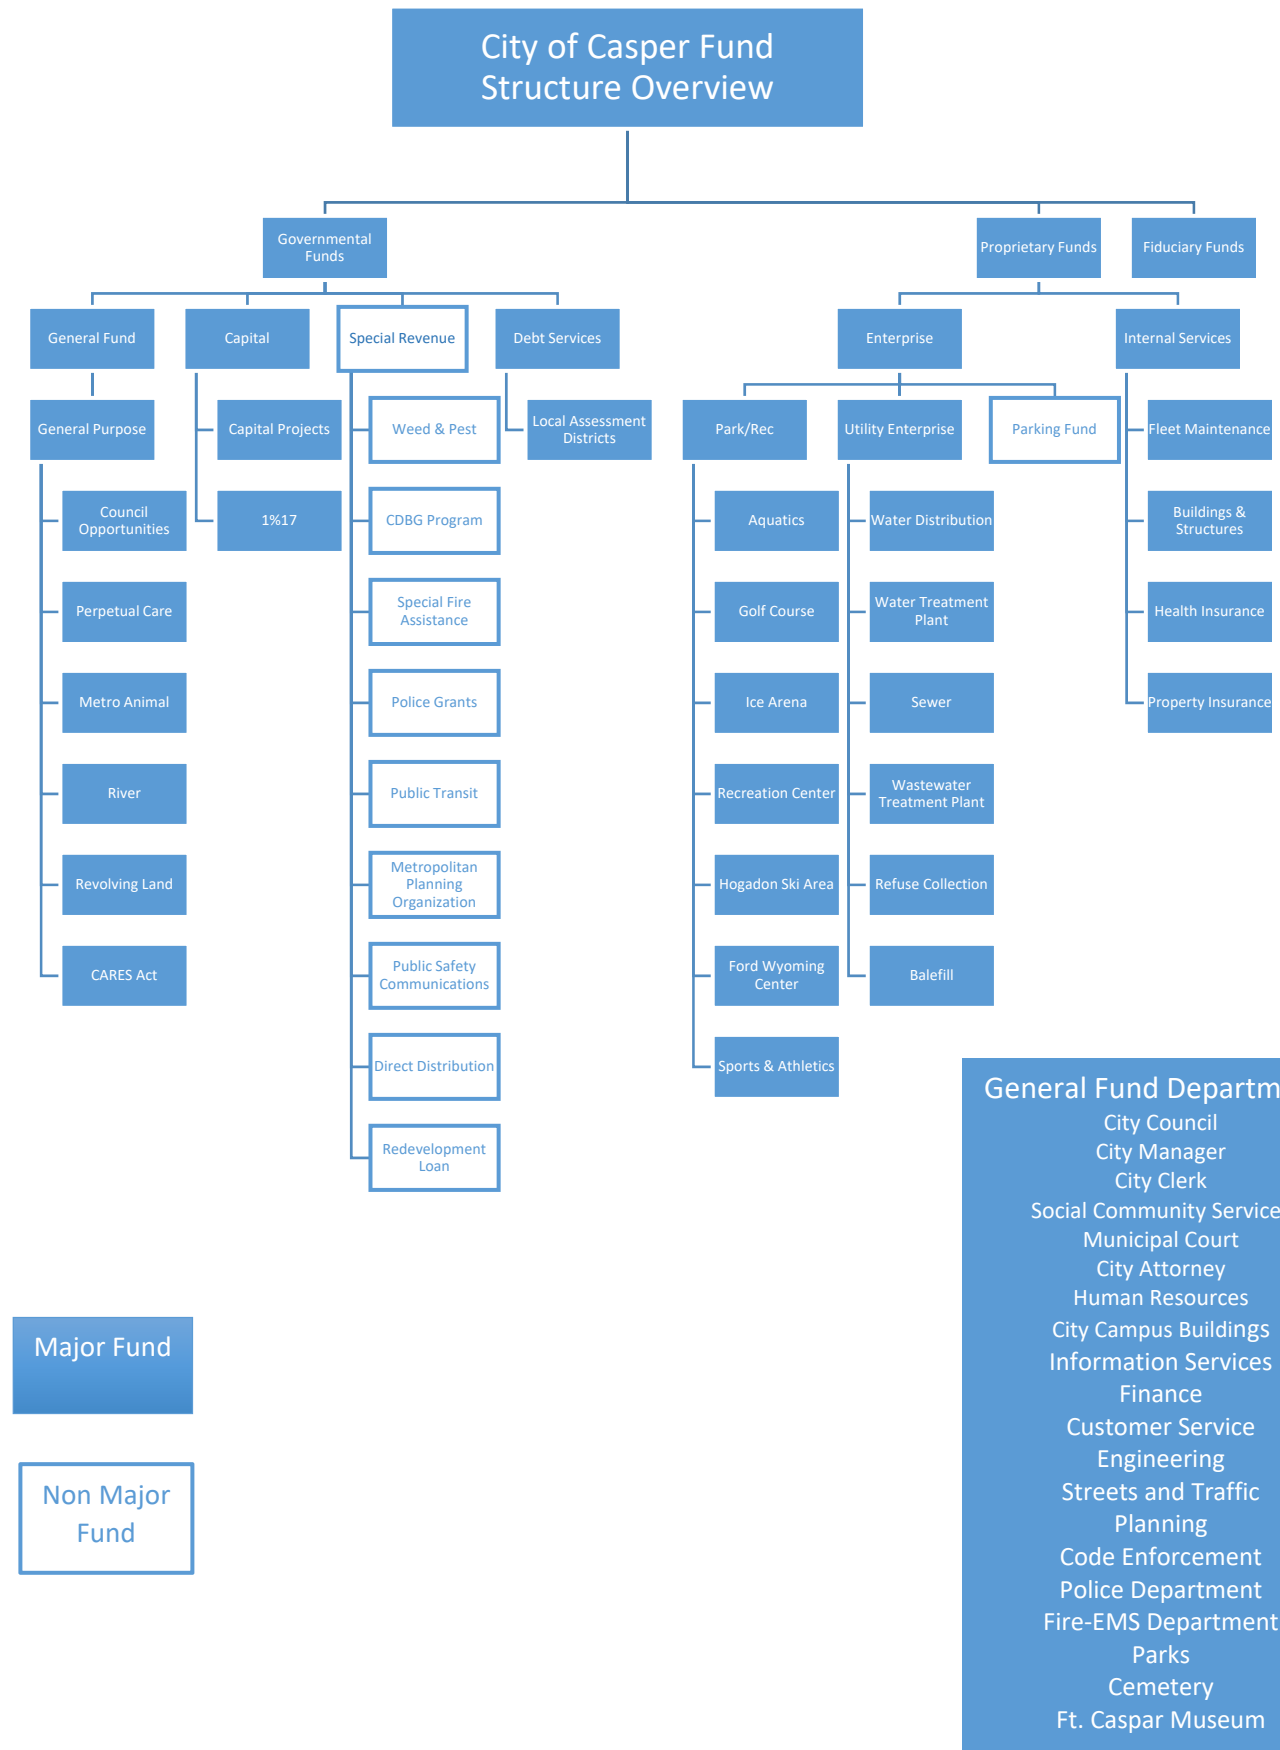 City of Casper Fund
Structure Overview
Governmental
Funds
Proprietary Funds
Fiduciary Funds
General Fund
Capital
Special Revenue
Debt Services
Enterprise
Internal Services
General Purpose
Capital Projects
Weed & Pest
Local Assessment
Districts
Park/Rec
Utility Enterprise
Parking Fund
Fleet Maintenance
Council
Opportunities
1%17
CDBG Program
Aquatics
Water Distribution
Buildings &
Structures
Perpetual Care
Special Fire
Assistance
Golf Course
Water Treatment
Plant
Health Insurance
Metro Animal
Police Grants
Ice Arena
Sewer
Property Insurance
River
Public Transit
Recreation Center
Wastewater
Treatment Plant
Revolving Land
Metropolitan
Planning
Organization
Hogadon Ski Area
Refuse Collection
CARES Act
Public Safety
Communications
Ford Wyoming
Center
Balefill
Direct Distribution
Sports & Athletics
Redevelopment
Loan
General Fund Departm
City Council
City Manager
City Clerk
Social Community Service
Municipal Court
City Attorney
Human Resources
City Campus Buildings
Information Services
Finance
Customer Service
Engineering
Streets and Traffic
Planning
Code Enforcement
Police Department
Fire-EMS Department
Parks
Cemetery
Ft. Caspar Museum
Major Fund
Non Major
Fund